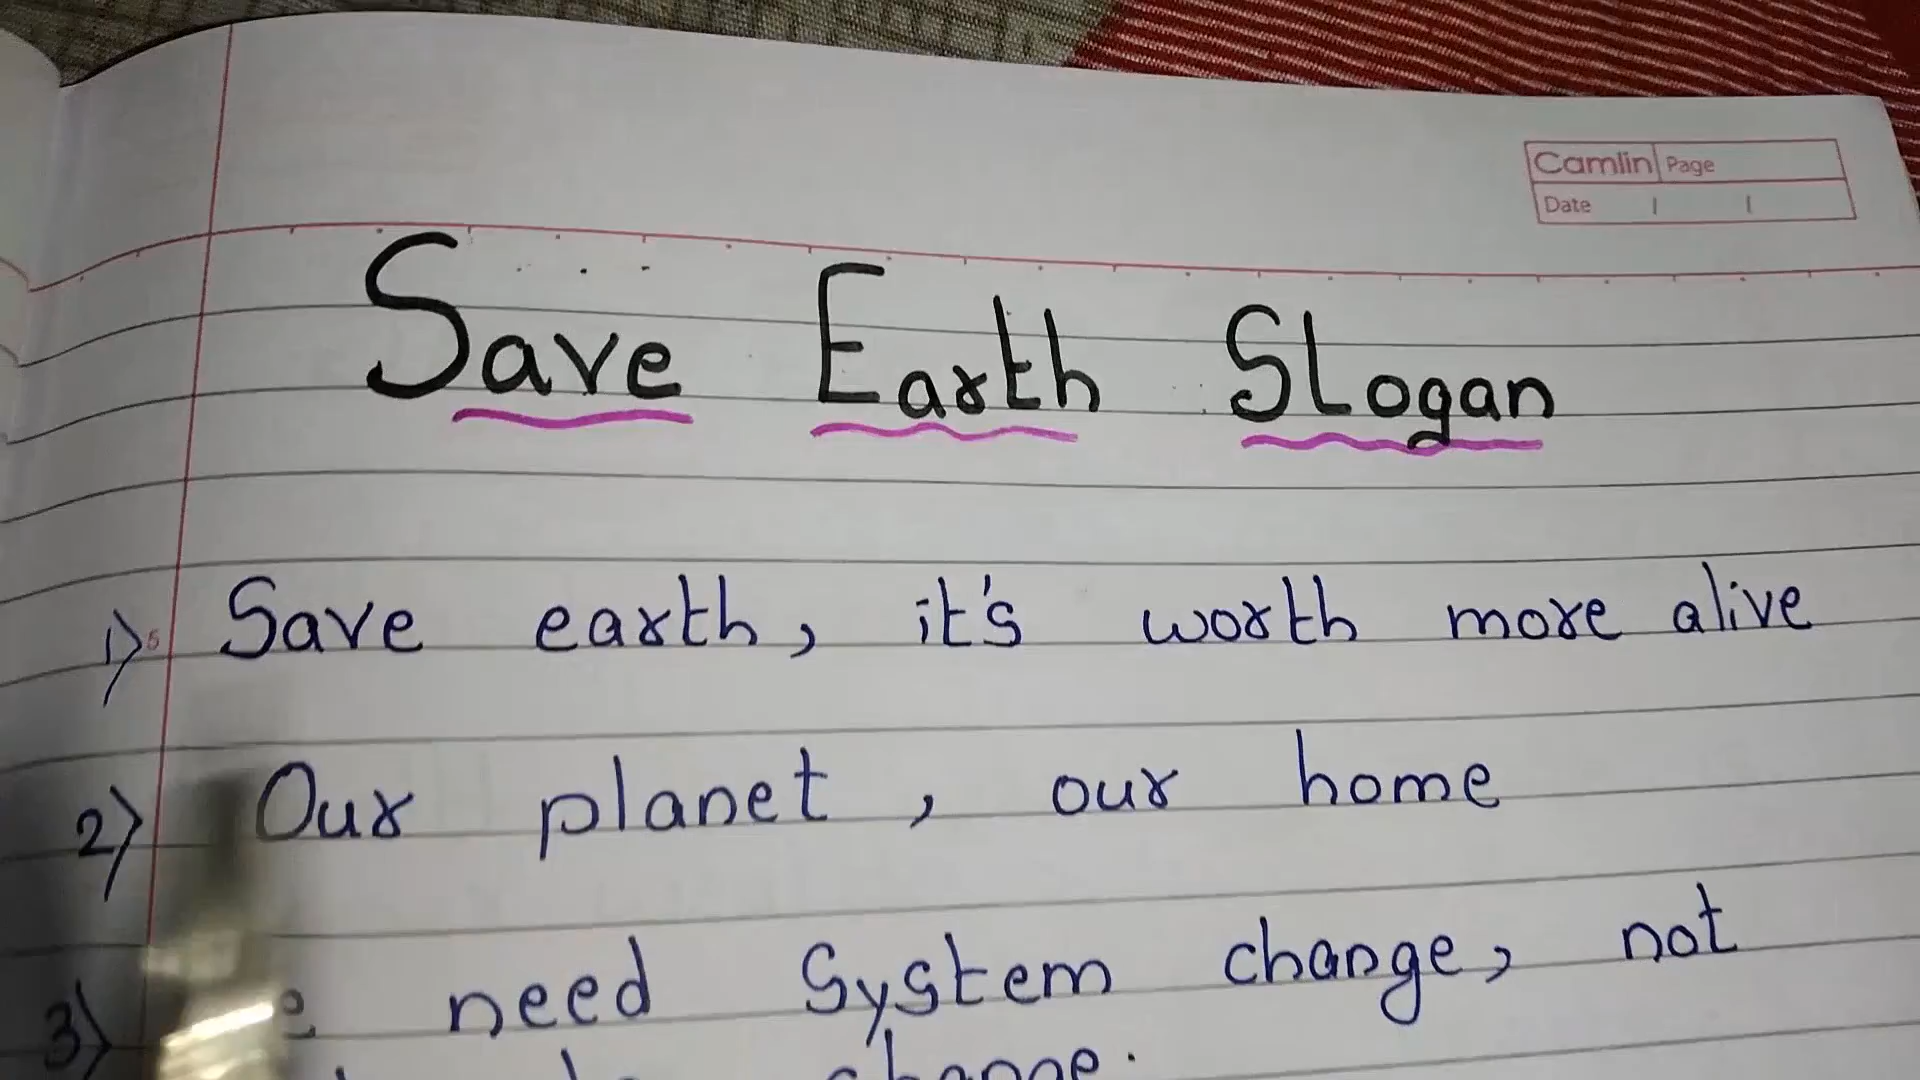 Camlin Page
Date
Save Earth SLogan
1) Save earth, it's worth more alive
2) Our planet, our home
3) need System change, not
change.